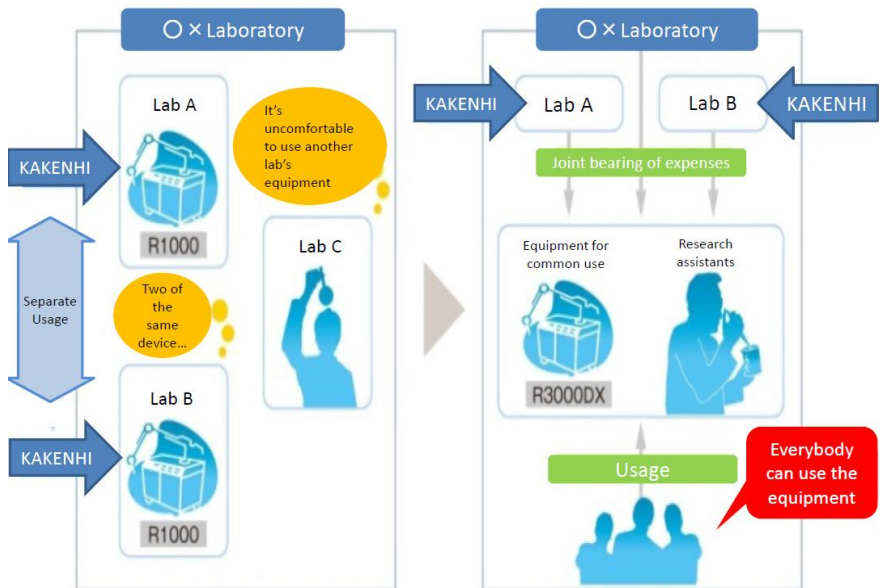 〇×Laboratory
Lab A
KAKENHI
R1000
It's
uncomfortable
to use another
lab's
equipment
Lab C
Separate
Usage
Two of
the
same
device...
Lab B
KAKENHI
R1000
〇×Laboratory
KAKENHI
Lab A
Lab B
KAKENHI
Joint bearing of expenses
Equipment for
common use
R3000DX
Research
assistants
Usage
Everybody
can use the
equipment